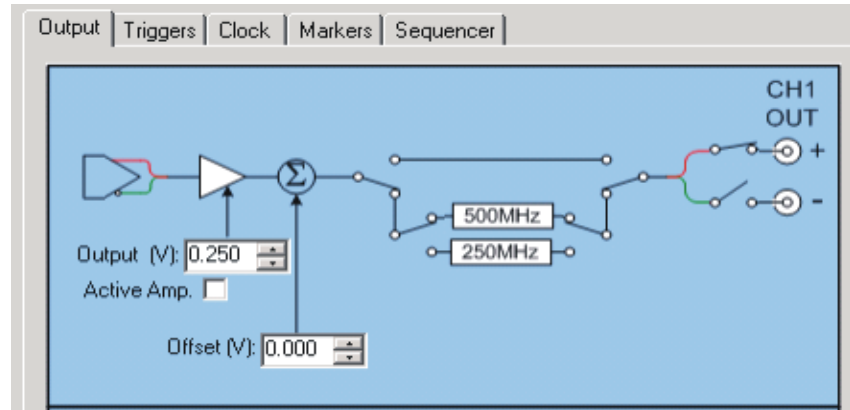 Output Triggers Clock Markers Sequencer
CH1
OUT
+
Σ
500MHz
-
Output (V): 0.250
250MHz
Active Amp.
Offset (V): 0.000